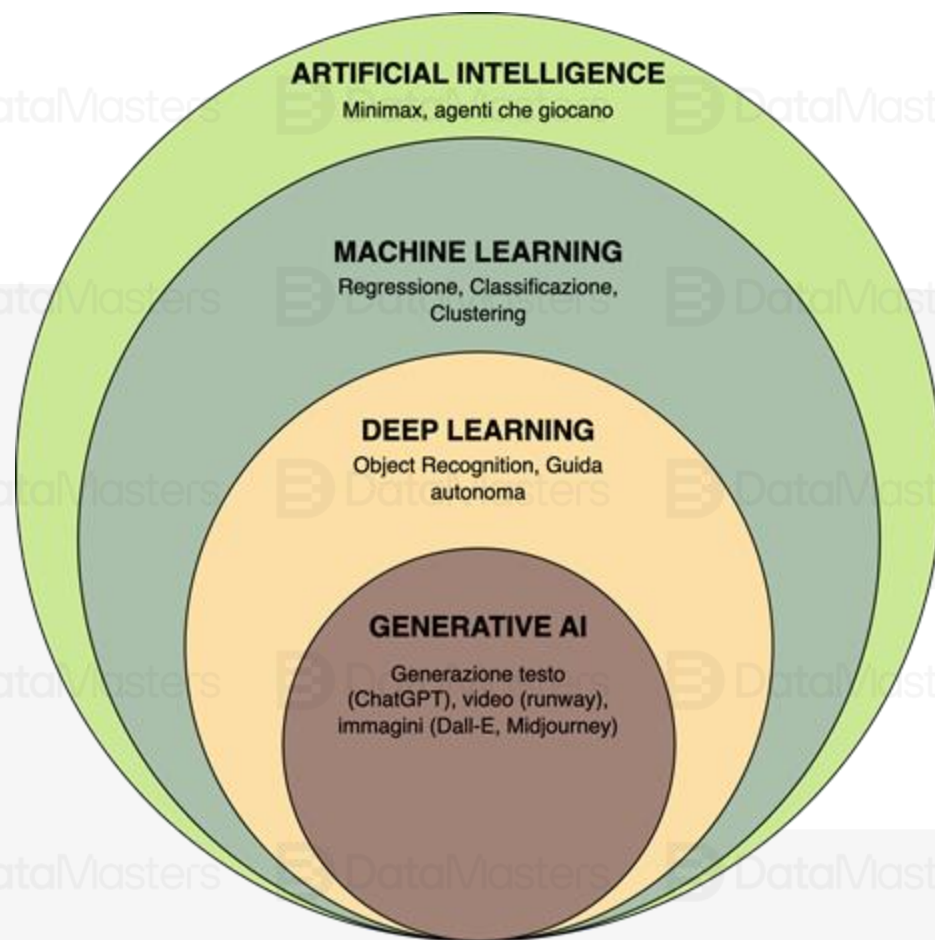 ARTIFICIAL INTELLIGENCE
Minimax, agenti che giocano
MACHINE LEARNING
Regressione, Classificazione,
Clustering
DEEP LEARNING
Object Recognition, Guida
autonoma
GENERATIVE AI
Generazione testo
(ChatGPT), video (runway),
immagini (Dall-E, Midjourney)
DataMasters